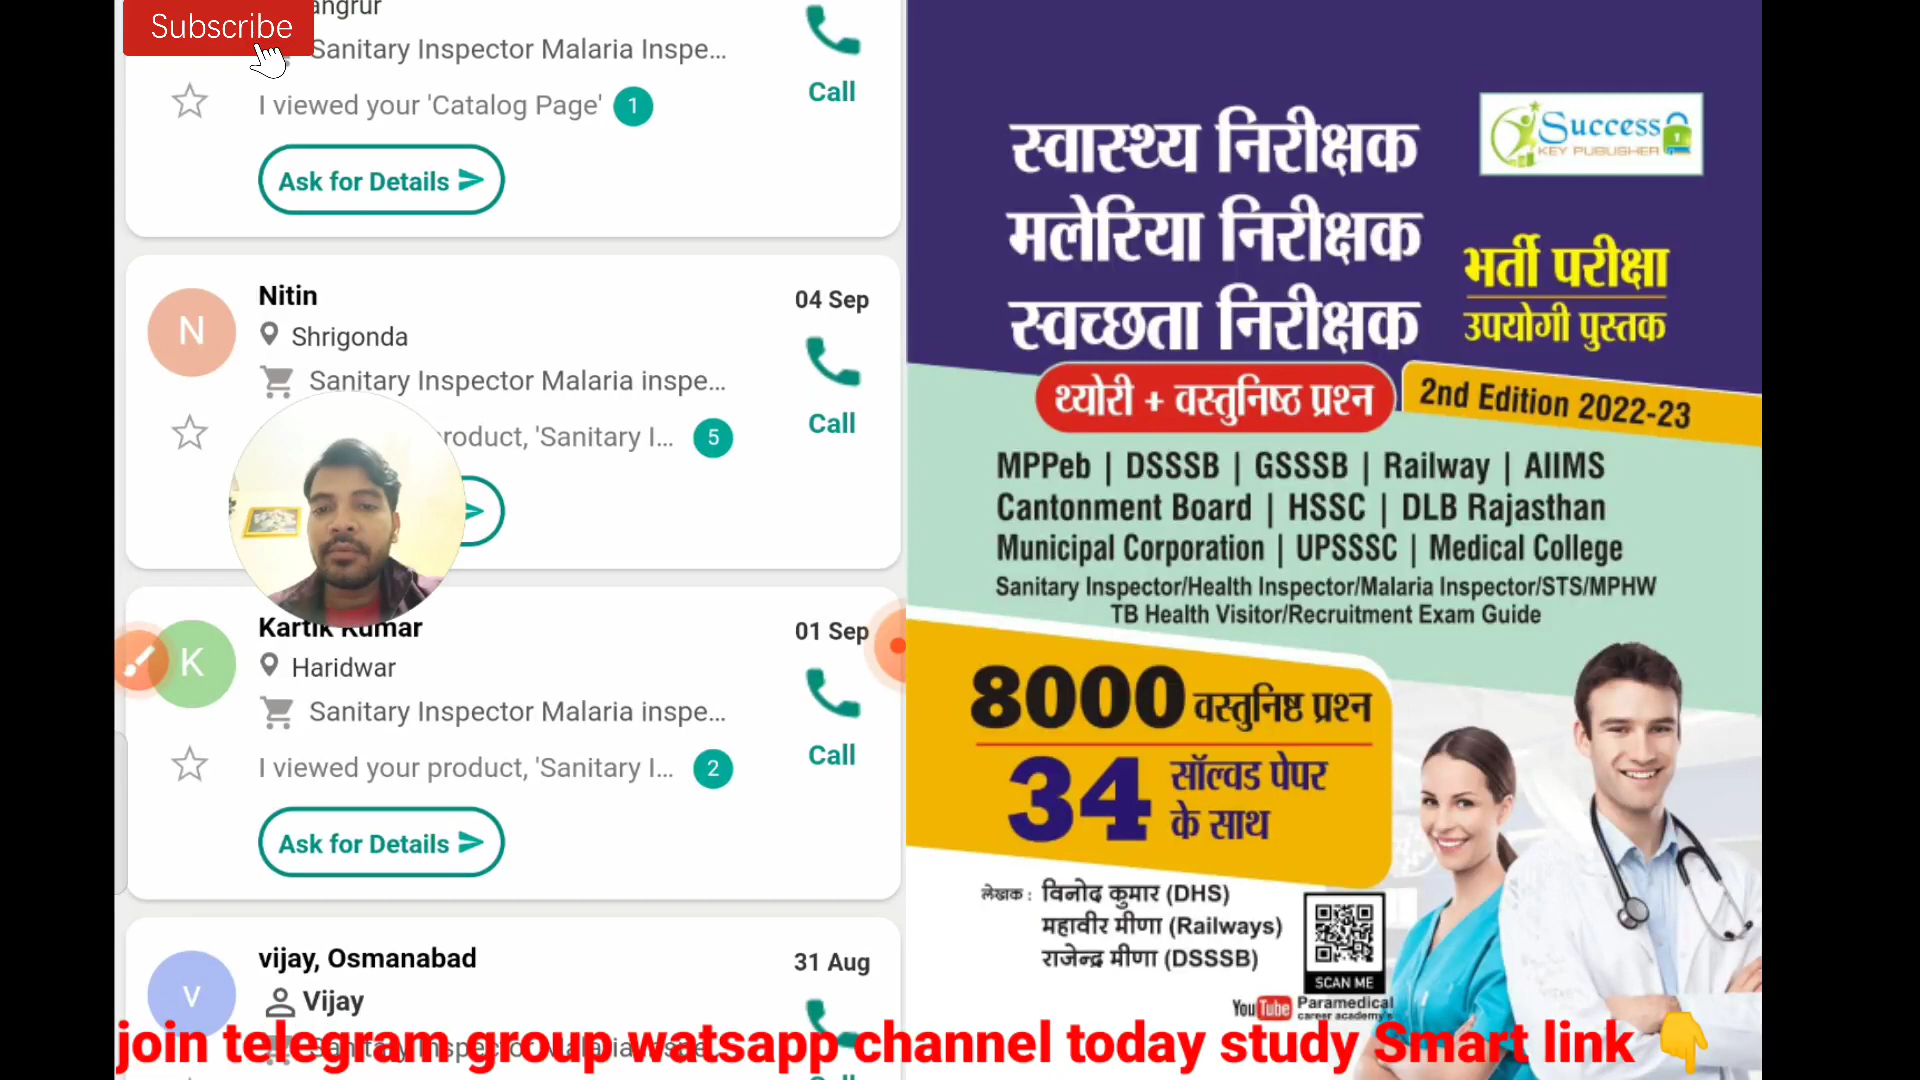 Subscribe
Sanitary Inspector Malaria Inspe...
Call
I viewed your 'Catalog Page' 1
Ask for Details
N
Nitin
04 Sep
Shrigonda
Sanitary Inspector Malaria inspe...
Call
product, 'Sanitary I... 5
K
Kartik Kumar
01 Sep
Haridwar
Sanitary Inspector Malaria inspe...
Call
I viewed your product, 'Sanitary I... 2
Ask for Details
v
vijay, Osmanabad
31 Aug
Vijay
स्वास्थ्य निरीक्षक
मलेरिया निरीक्षक
स्वच्छता निरीक्षक
Success
KEY PUBLISHER
भर्ती परीक्षा
उपयोगी पुस्तक
थ्योरी + वस्तुनिष्ठ प्रश्न
2nd Edition 2022-23
MPPeb | DSSSB | GSSSB | Railway | AIIMS
Cantonment Board | HSSC | DLB Rajasthan
Municipal Corporation | UPSSSC | Medical College
Sanitary Inspector/Health Inspector/Malaria Inspector/STS/MPHW
TB Health Visitor/Recruitment Exam Guide
8000 वस्तुनिष्ट प्रश्न
34 सॉल्वड पेपर
के साथ
लेखक : विनोद कुमार (DHS)
महावीर मीणा (Railways)
राजेन्द्र मीणा (DSSSB)
SCAN ME
YouTube Paramedical
career academy's
join telegram group watsapp channel today study Smart link 👇